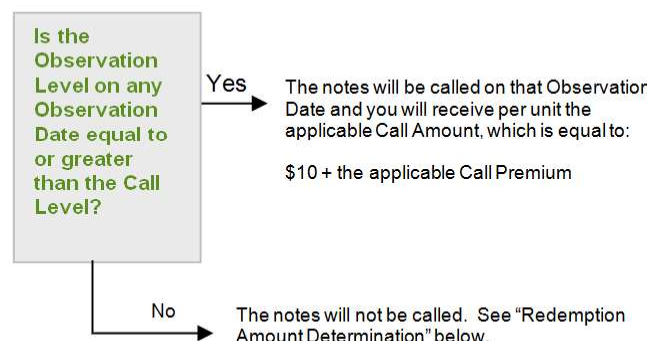 Is the
Observation
Level on any
Observation
Date equal to
or greater
than the Call
Level?
Yes
The notes will be called on that Observation
Date and you will receive per unit the
applicable Call Amount, which is equal to:
$10 + the applicable Call Premium
No
The notes will not be called. See “Redemption
Amount Determination” below.